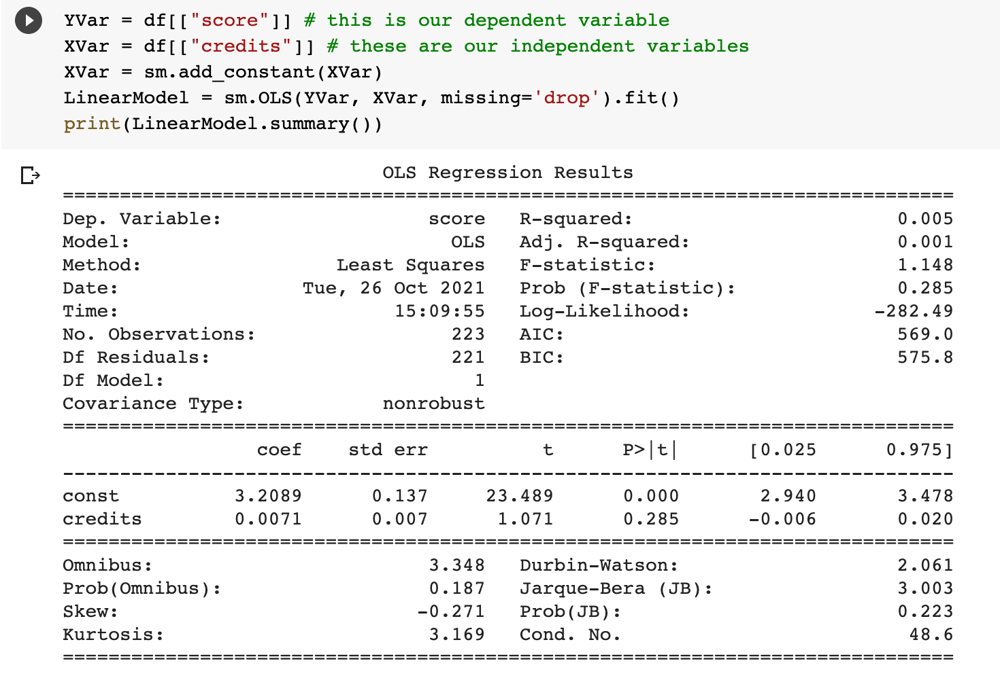 YVar = df[["score"]] # this is our dependent variable
XVar = df[["credits"]] # these are our independent variables
XVar = sm.add_constant(XVar)
LinearModel = sm.OLS(YVar, XVar, missing='drop').fit()
print(LinearModel.summary())
OLS Regression Results
==============================================================================
Dep. Variable: score R-squared: 0.005
Model: OLS Adj. R-squared: 0.001
Method: Least Squares F-statistic: 1.148
Date: Tue, 26 Oct 2021 Prob (F-statistic): 0.285
Time: 15:09:55 Log-Likelihood: -282.49
No. Observations: 223 AIC: 569.0
Df Residuals: 221 BIC: 575.8
Df Model: 1
Covariance Type: nonrobust
==============================================================================
coef std err t P>|t| [0.025 0.975]
------------------------------------------------------------------------------
const 3.2089 0.137 23.489 0.000 2.940 3.478
credits 0.0071 0.007 1.071 0.285 -0.006 0.020
==============================================================================
Omnibus: 3.348 Durbin-Watson: 2.061
Prob(Omnibus): 0.187 Jarque-Bera (JB): 3.003
Skew: -0.271 Prob(JB): 0.223
Kurtosis: 3.169 Cond. No. 48.6
==============================================================================